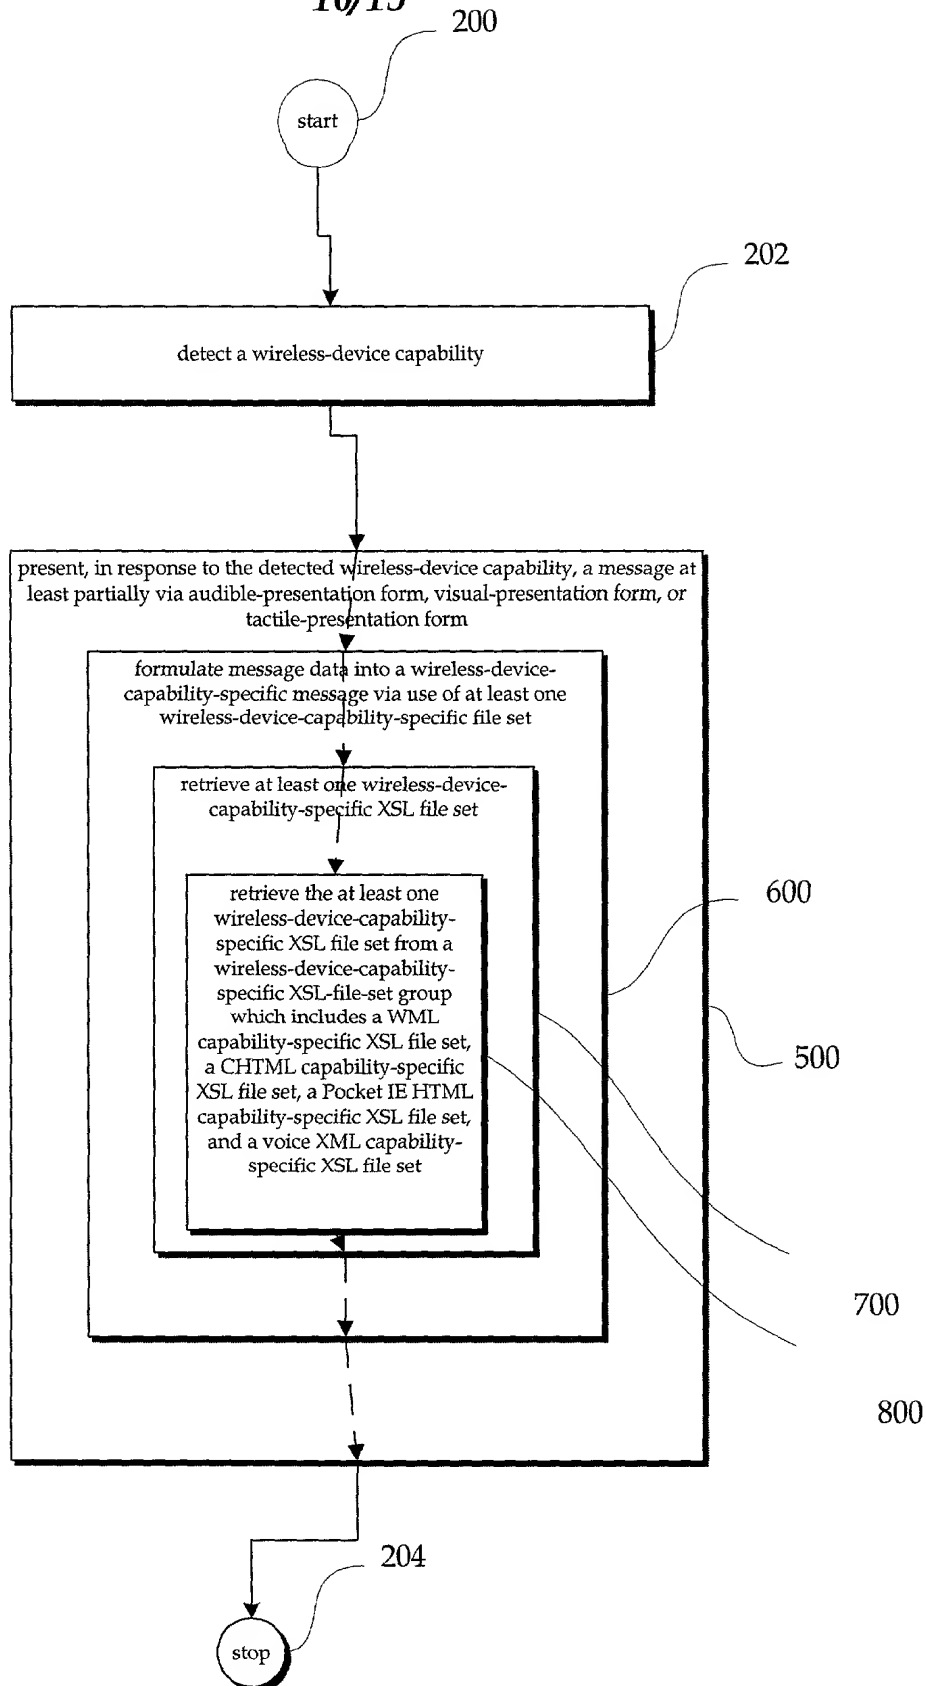 10/15
200
start
202
detect a wireless-device capability
present, in response to the detected wireless-device capability, a message at
least partially via audible-presentation form, visual-presentation form, or
tactile-presentation form
formulate message data into a wireless-device-
capability-specific message via use of at least one
wireless-device-capability-specific file set
retrieve at least one wireless-device-
capability-specific XSL file set
retrieve the at least one
wireless-device-capability-
specific XSL file set from a
wireless-device-capability-
specific XSL-file-set group
which includes a WML
capability-specific XSL file set,
a CHTML capability-specific
XSL file set, a Pocket IE HTML
capability-specific XSL file set,
and a voice XML capability-
specific XSL file set
600
500
700
800
204
stop